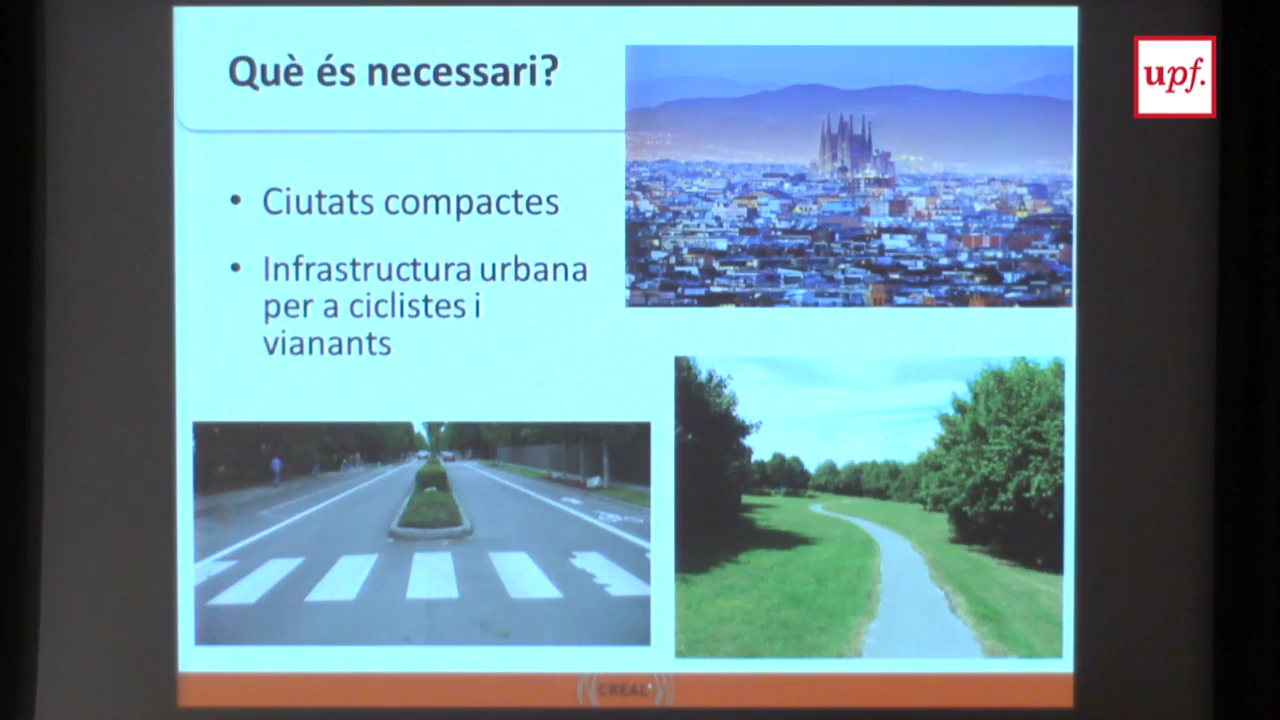 Què és necessari?
upf.
• Ciutats compactes
• Infrastructura urbana
per a ciclistes i
vianants
CREAL